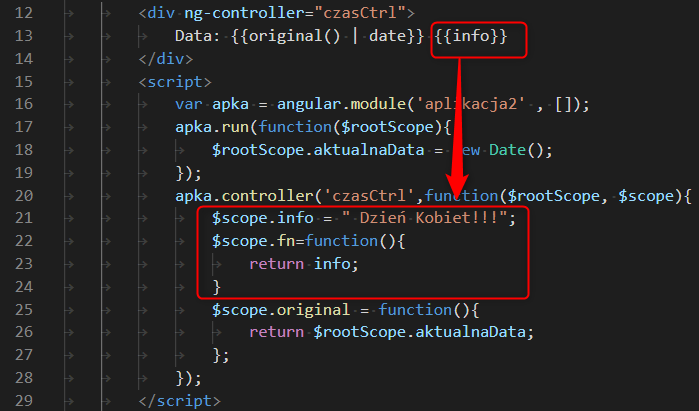 12 <div ng-controller="czasCtrl">
13 Data: {{original() | date}} {{info}}
14 </div>
15 <script>
16 var apka = angular.module('aplikacja2' , []);
17 apka.run(function($rootScope){
18 $rootScope.aktualnaData = new Date();
19 });
20 apka.controller('czasCtrl',function($rootScope, $scope){
21 $scope.info = " Dzień Kobiet!!!";
22 $scope.fn=function(){
23 return info;
24 }
25 $scope.original = function(){
26 return $rootScope.aktualnaData;
27 };
28 });
29 </script>